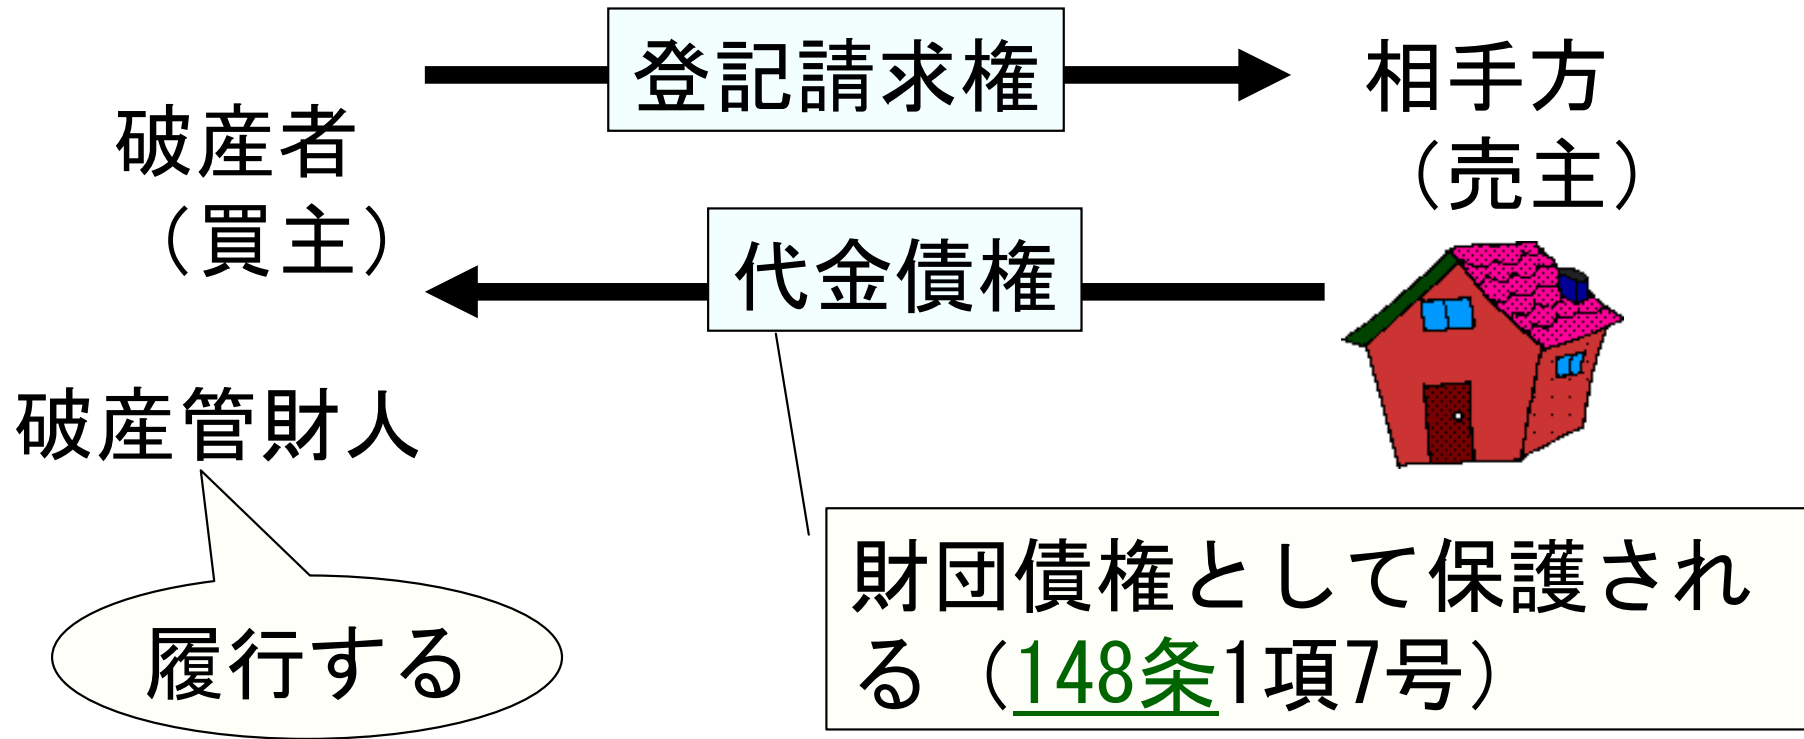 登記請求権
相手方
（売主）
破産者
（買主）
代金債権
破産管財人
履行する
財団債権として保護され
る（148条1項7号）